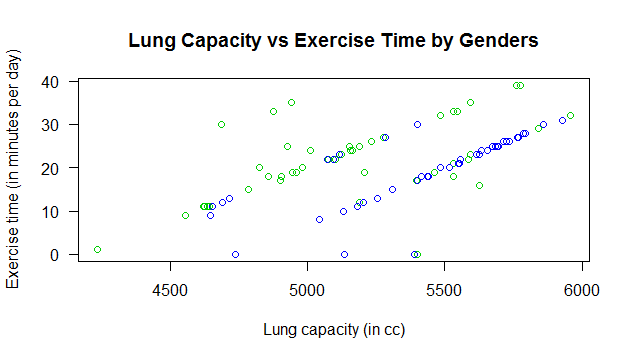 Lung Capacity vs Exercise Time by Genders
Exercise time (in minutes per day)
40
30
20
10
0
4500 5000 5500 6000
Lung capacity (in cc)